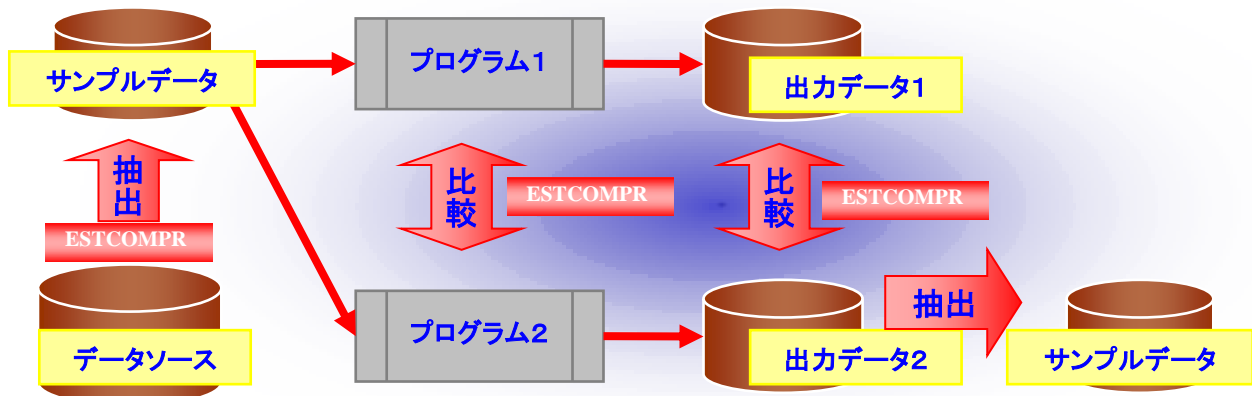 サンプルデータ
プログラム1
出力データ1
抽出
ESTCOMPR
比較
ESTCOMPR
比較
ESTCOMPR
データソース
プログラム2
出力データ2
抽出
サンプルデータ